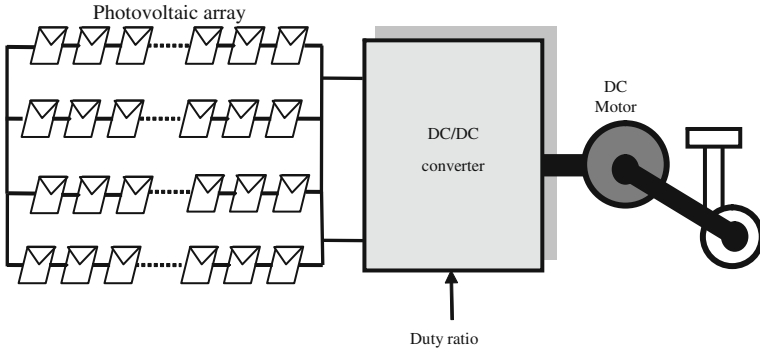 Photovoltaic array
DC/DC
converter
DC
Motor
Duty ratio